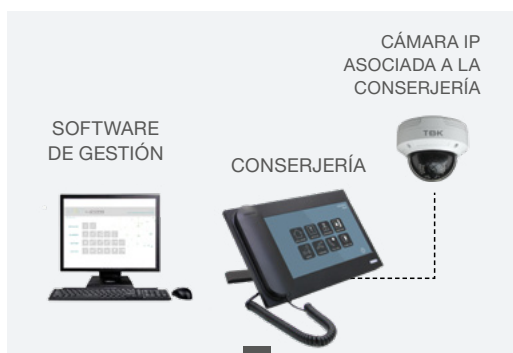 CÁMARA IP
ASOCIADA A LA
CONSERJERÍA
TBK
SOFTWARE
DE GESTIÓN
CONSERJERÍA